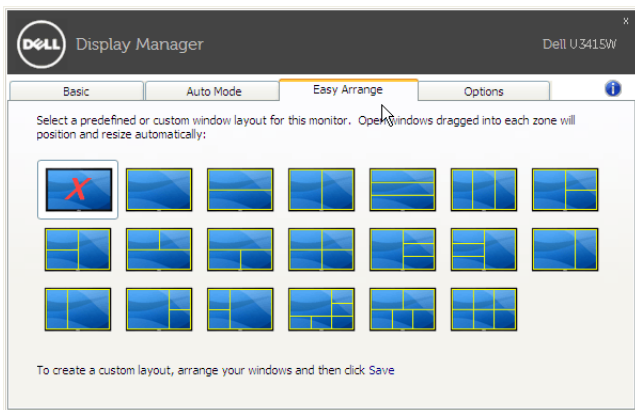 x
DELL Display Manager Dell U3415W
Basic Auto Mode Easy Arrange Options i
Select a predefined or custom window layout for this monitor. Open windows dragged into each zone will
position and resize automatically:
To create a custom layout, arrange your windows and then click Save